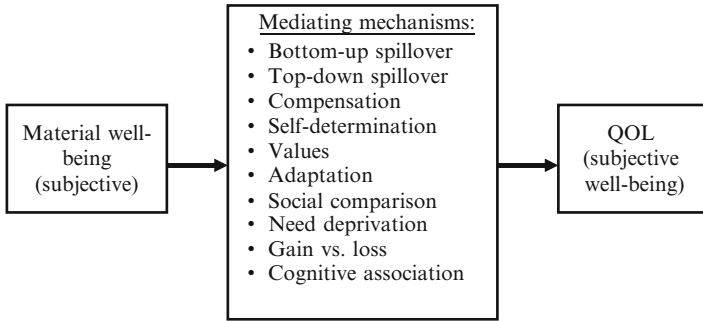 Material well-
being
(subjective)
Mediating mechanisms:
• Bottom-up spillover
• Top-down spillover
• Compensation
• Self-determination
• Values
• Adaptation
• Social comparison
• Need deprivation
• Gain vs. loss
• Cognitive association
QOL
(subjective
well-being)